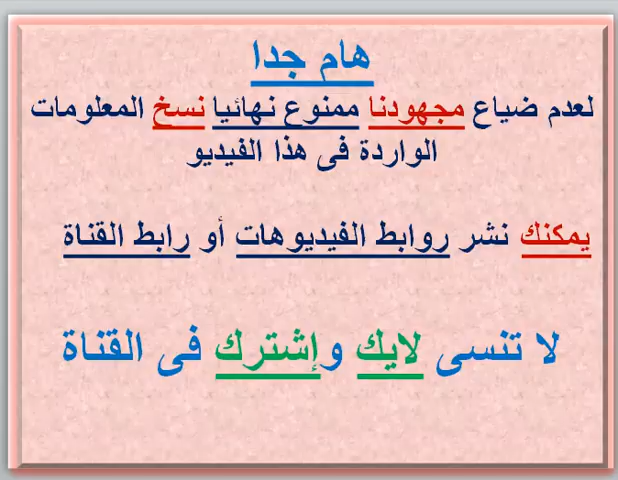 هام جدا
لعدم ضياع مجهودنا ممنوع نهائيا نسخ المعلومات
الواردة فى هذا الفيديو
يمكنك نشر روابط الفيديوهات أو رابط القناة
لا تنسى لايك وإشترك فى القناة